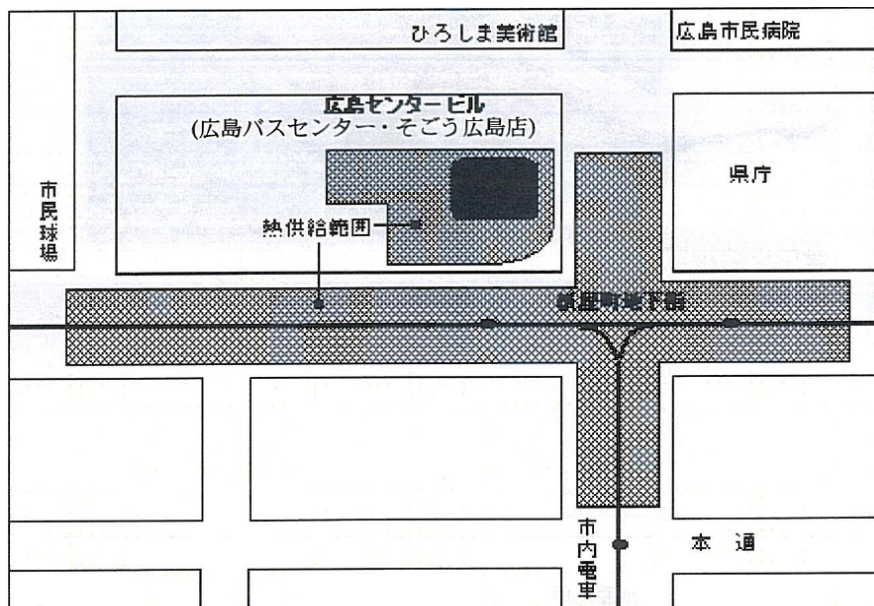 ひろしま美術館
広島市民病院
広島センタービル
(広島バスセンター・そごう広島店)
県庁
市民球場
熱供給範囲
市内電車
本通